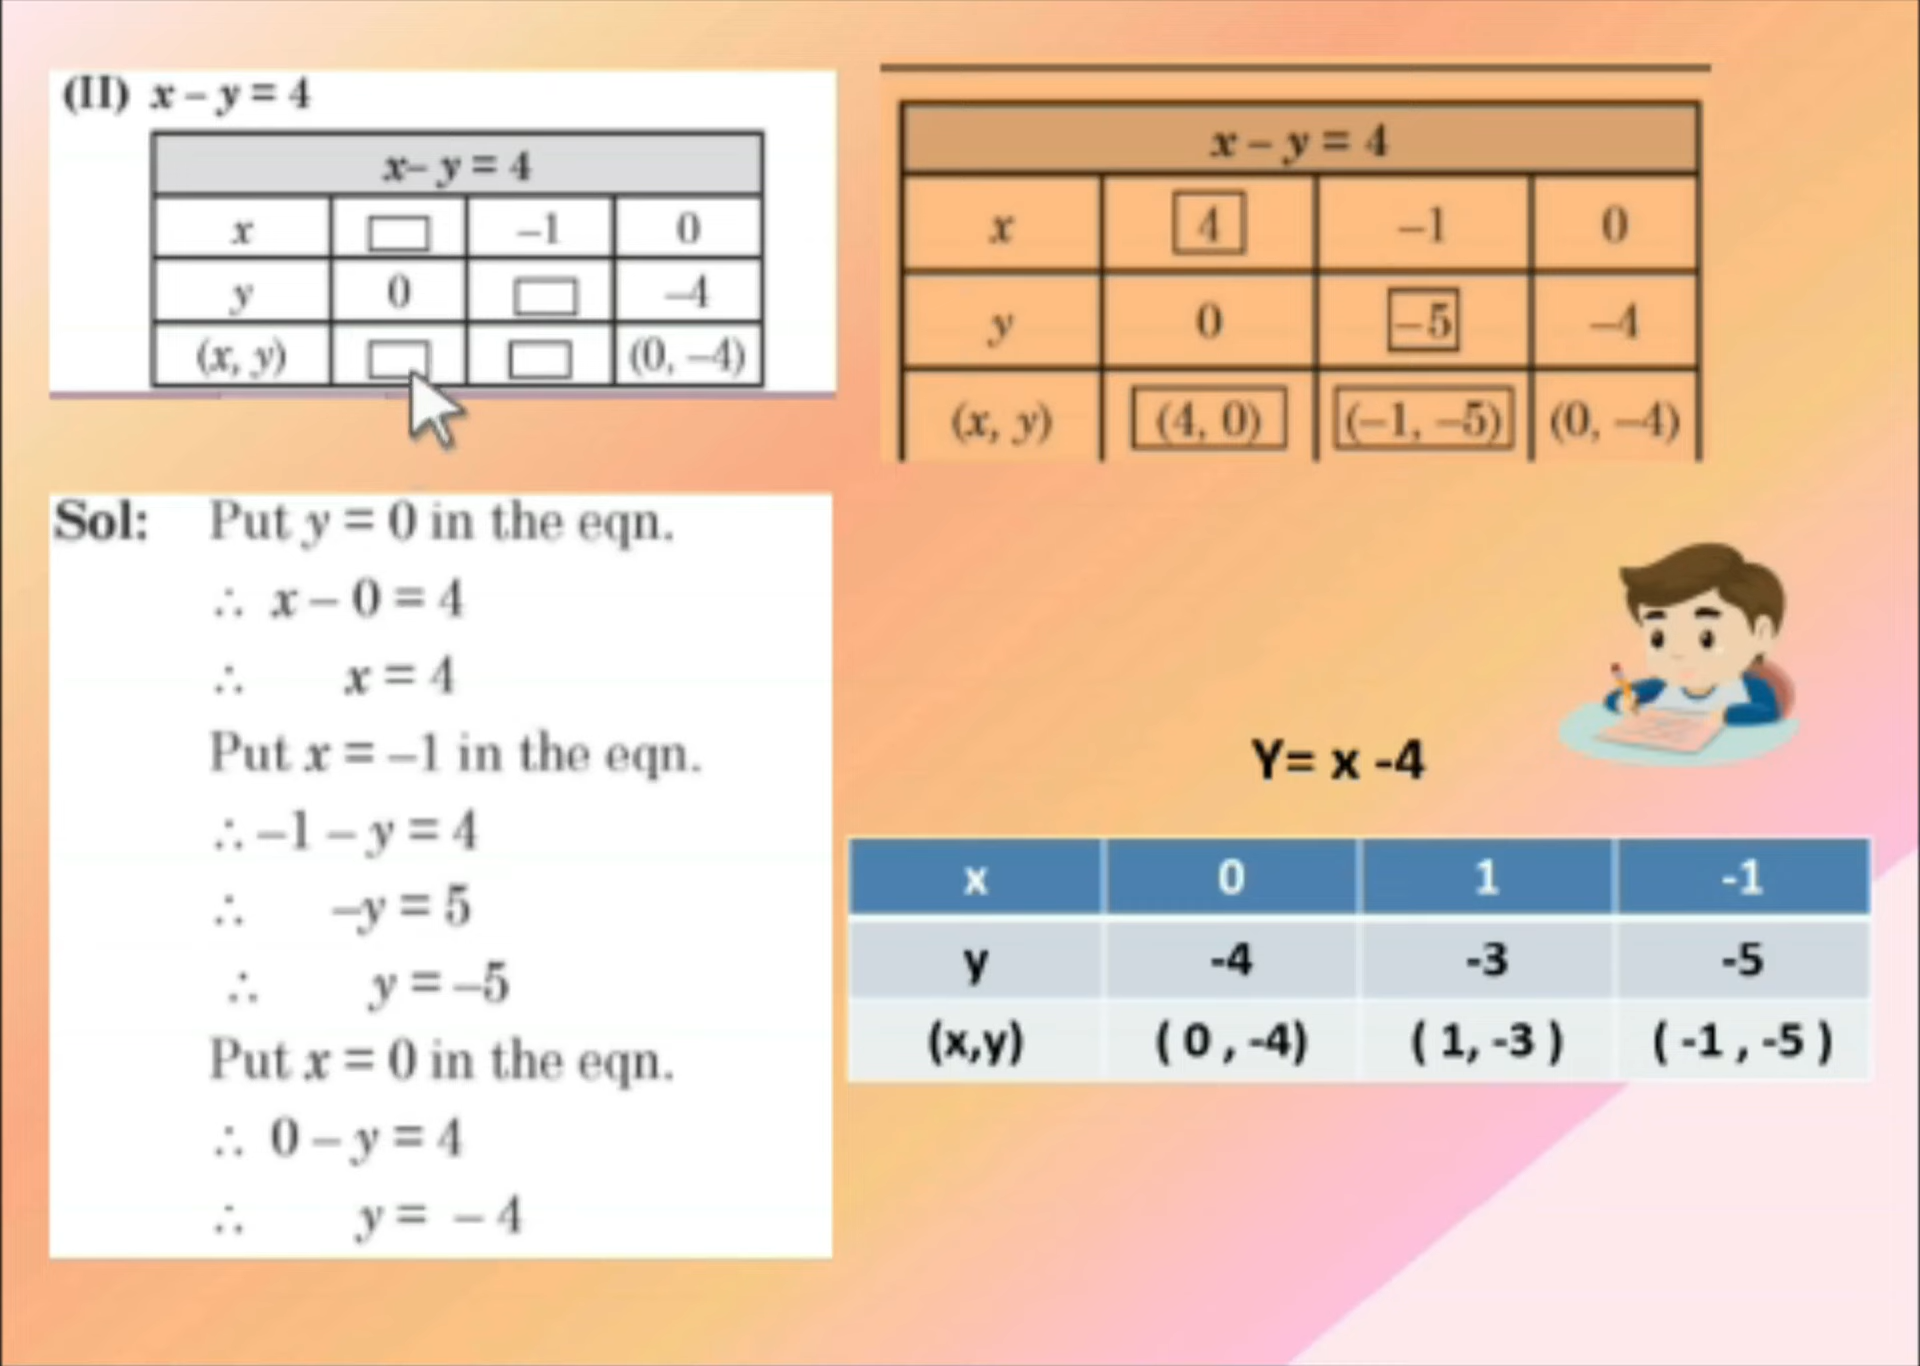 (II) x – y = 4
x– y = 4
x –1 0
y 0 –4
(x, y) (0, –4)
x – y = 4
x 4 –1 0
y 0 –5 –4
(x, y) (4, 0) (–1, –5) (0, –4)
Sol: Put y = 0 in the eqn.
∴ x – 0 = 4
∴ x = 4
Put x = –1 in the eqn.
∴ –1 – y = 4
∴ –y = 5
∴ y = –5
Put x = 0 in the eqn.
∴ 0 – y = 4
∴ y = – 4
Y= x -4
x 0 1 -1
y -4 -3 -5
(x,y) ( 0 , -4) ( 1, -3 ) ( -1 , -5 )